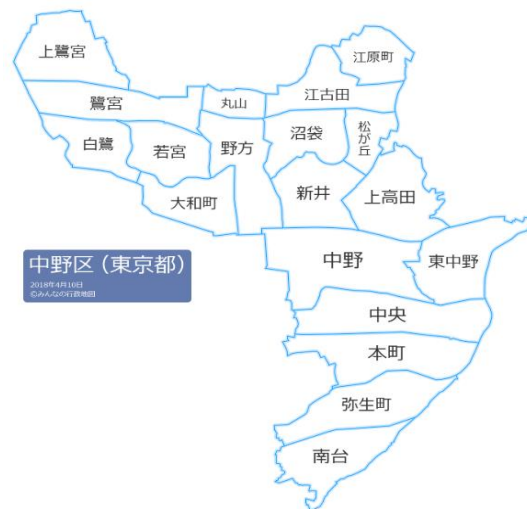 上鷺宮
江原町
鷺宮
丸山
江古田
白鷺
若宮
野方
沼袋
松が丘
大和町
新井
上高田
中野
東中野
中野区 (東京都)
2018年4月16日
©みんなの行政地図
中央
本町
弥生町
南台